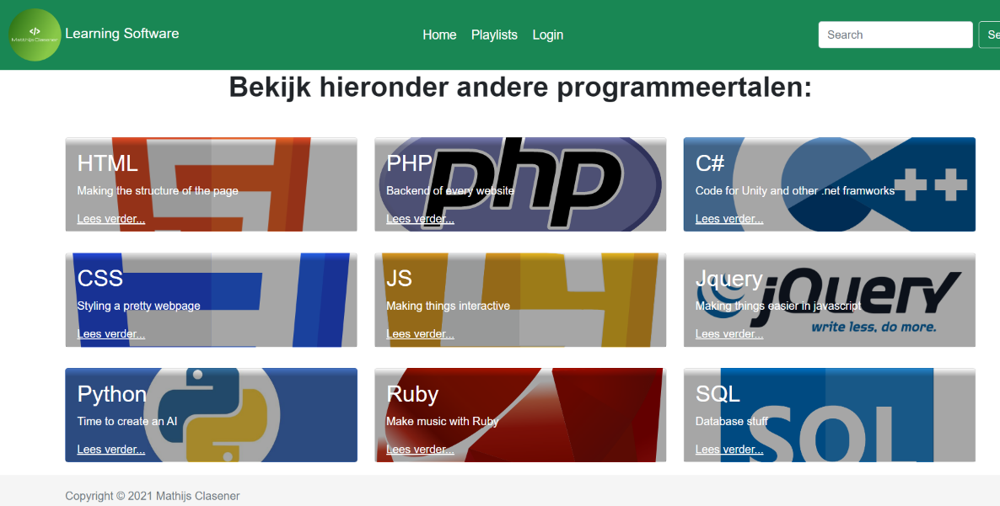 </>
Matthijs Clasener
Learning Software
Home Playlists Login
Search
Se
Bekijk hieronder andere programmeertalen:
HTML
Making the structure of the page
Lees verder...
PHP
Backend of every website
Lees verder...
php
C#
Code for Unity and other .net framworks
Lees verder...
++
CSS
Styling a pretty webpage
Lees verder...
JS
Making things interactive
Lees verder...
Jquery
Making things easier in javascript
Lees verder...
jQuery
write less, do more.
Python
Time to create an AI
Lees verder...
Ruby
Make music with Ruby
Lees verder...
SQL
Database stuff
Lees verder...
SQL
Copyright © 2021 Mathijs Clasener